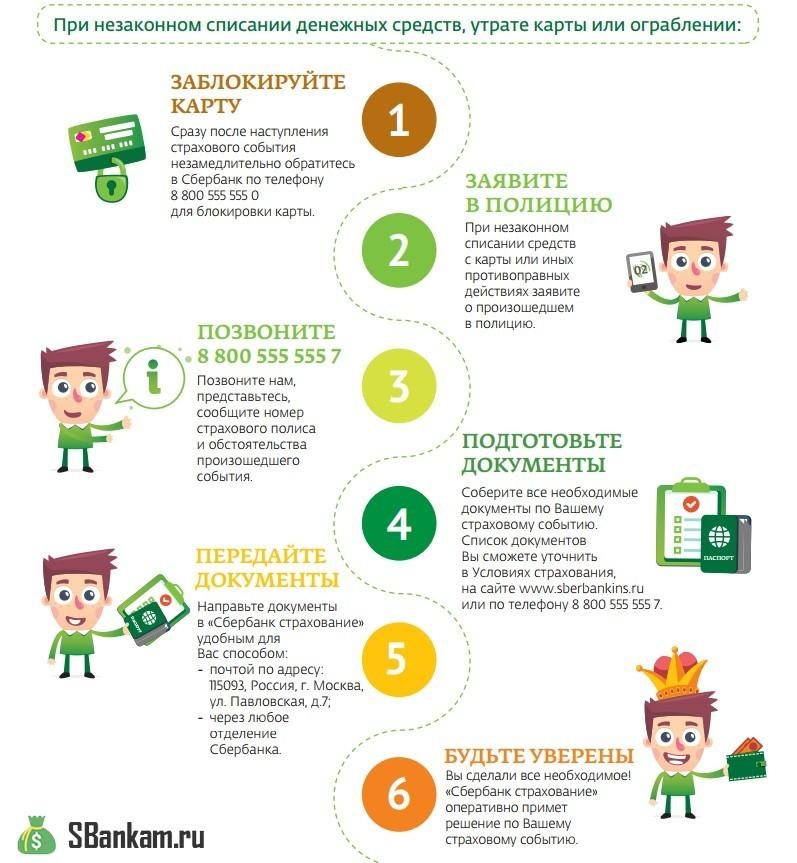 При незаконном списании денежных средств, утрате карты или ограблении:
ЗАБЛОКИРУЙТЕ
КАРТУ
Сразу после наступления
страхового события
незамедлительно обратитесь
в Сбербанк по телефону
8 800 555 555 0
для блокировки карты.
1
ЗАЯВИТЕ
В ПОЛИЦИЮ
При незаконном
списании средств
с карты или иных
противоправных
действиях заявите
о произошедшем
в полицию.
2
02
ПОЗВОНИТЕ
8 800 555 555 7
Позвоните нам,
представьтесь,
сообщите номер
страхового полиса
и обстоятельства
произошедшего
события.
i
3
ПОДГОТОВЬТЕ
ДОКУМЕНТЫ
Соберите все необходимые
документы по Вашему
страховому событию.
Список документов
Вы сможете уточнить
в Условиях страхования,
на сайте www.sberbankins.ru
или по телефону 8 800 555 555 7.
4
ПАСПОРТ
ПЕРЕДАЙТЕ
ДОКУМЕНТЫ
Направьте документы
в «Сбербанк страхование»
удобным для
Вас способом:
- почтой по адресу:
115093, Россия, г. Москва,
ул. Павловская, д.7;
- через любое
отделение
Сбербанка.
ПАСПОРТ
5
БУДЬТЕ УВЕРЕНЫ
Вы сделали все необходимое!
«Сбербанк страхование»
оперативно примет
решение по Вашему
страховому событию.
6
$ SBankam.ru